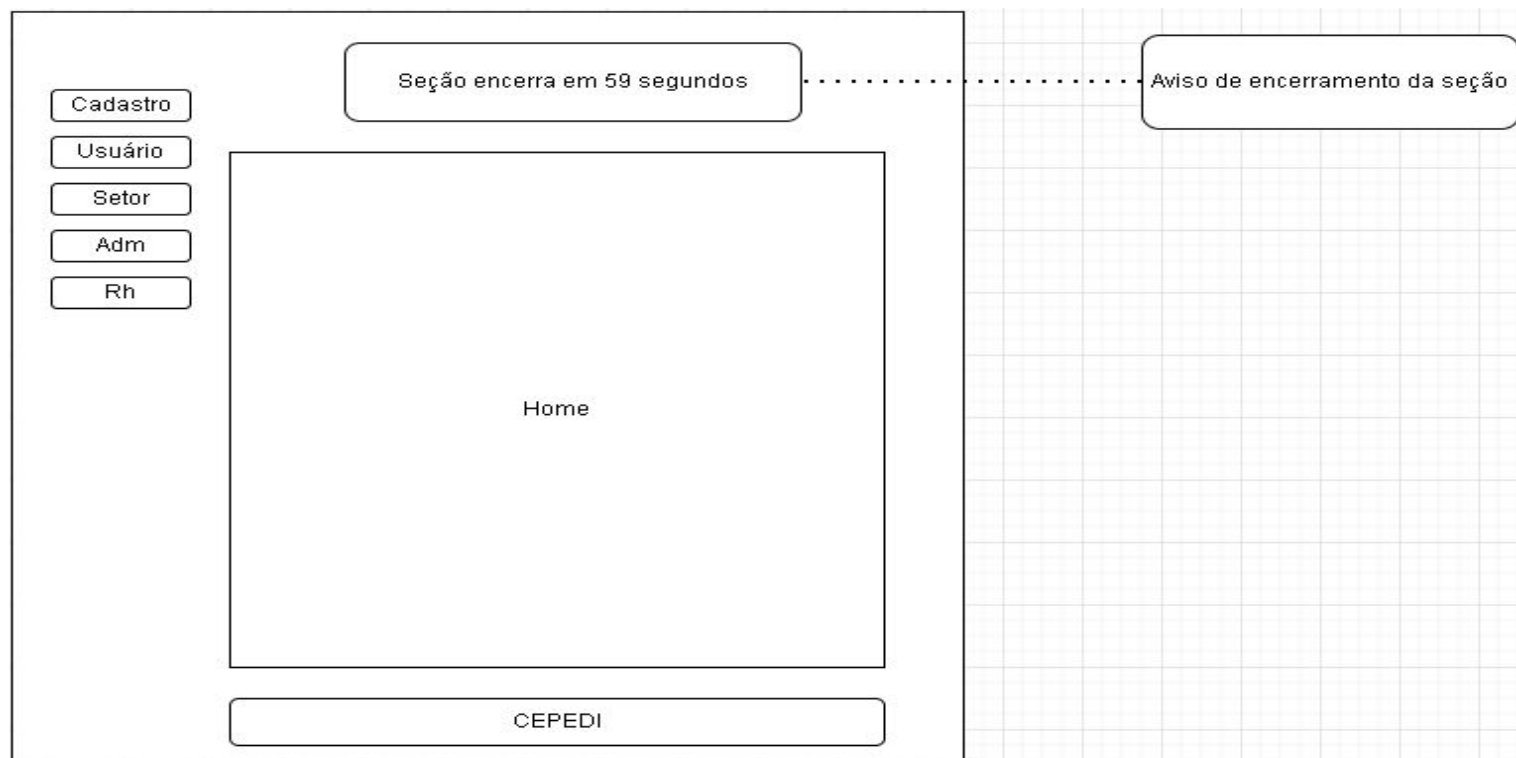 Seção encerra em 59 segundos
Aviso de encerramento da seção
Cadastro
Usuário
Setor
Adm
Rh
Home
CEPEDI